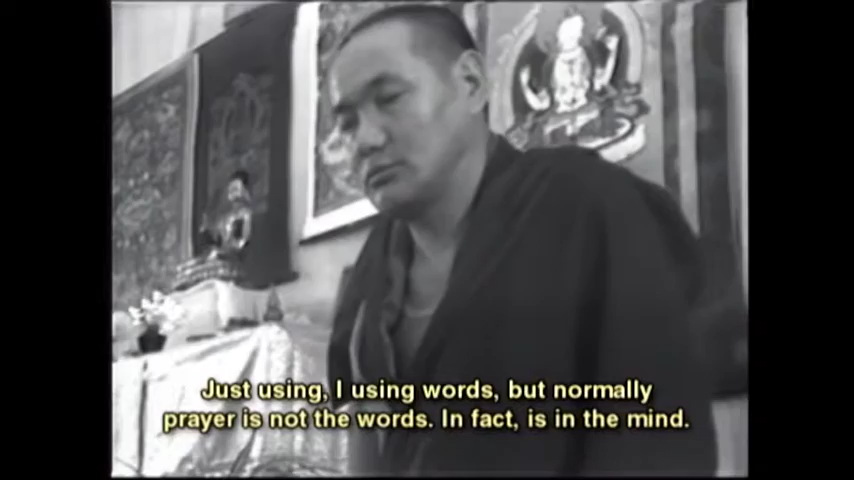 Just using, I using words, but normally
prayer is not the words. In fact, is in the mind.